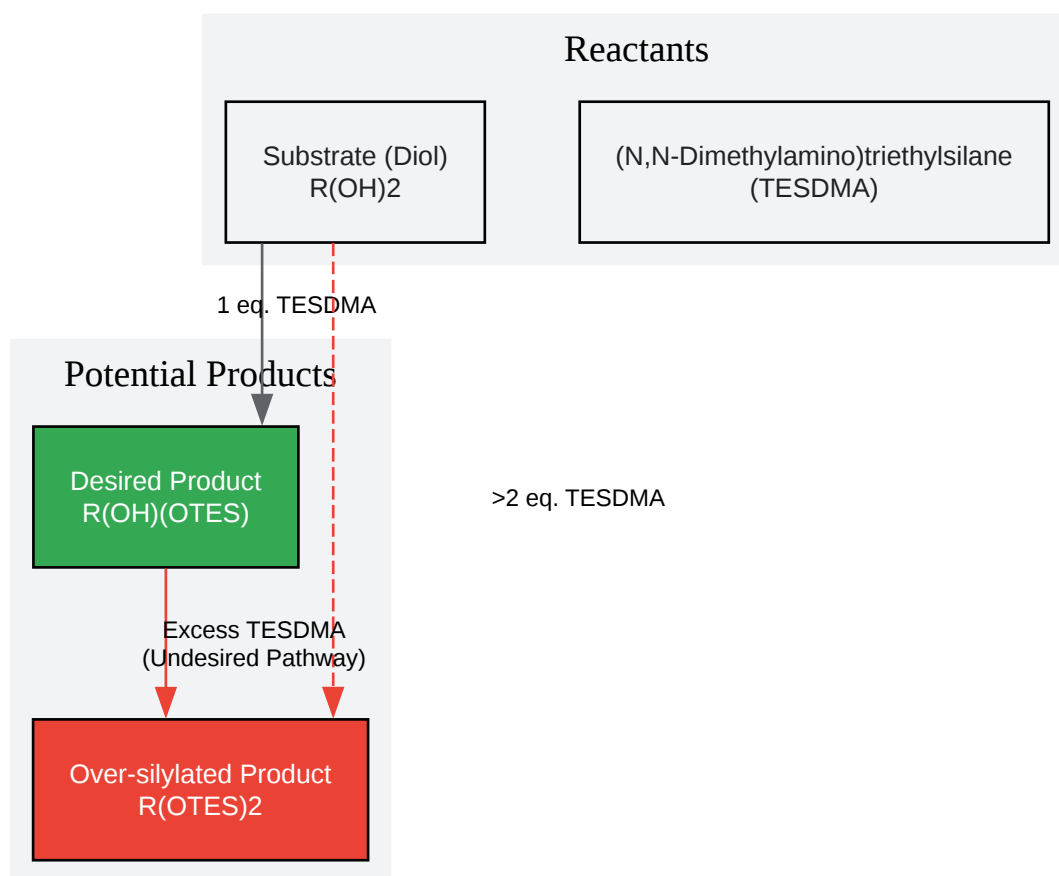 Reactants
Substrate (Diol)
R(OH)2
(N,N-Dimethylamino)triethylsilane
(TESDMA)
1 eq. TESDMA
Potential Products
Desired Product
R(OH)(OTES)
>2 eq. TESDMA
Excess TESDMA
(Undesired Pathway)
Over-silylated Product
R(OTES)2